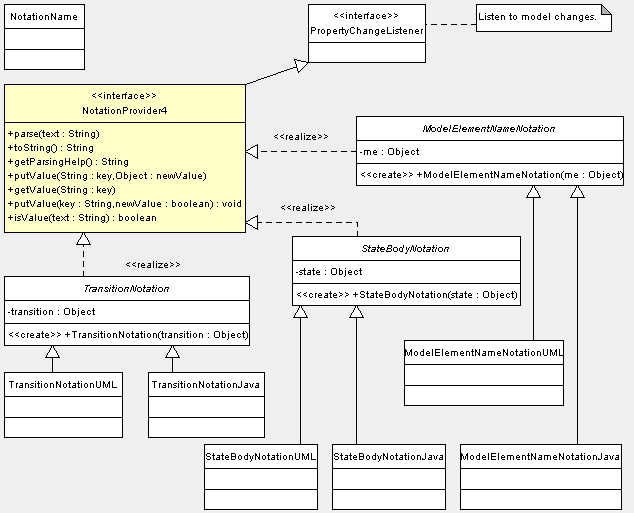 NotationName
<<interface>>
PropertyChangeListener
Listen to model changes.
<<interface>>
NotationProvider4
+parse(text : String)
+toString() : String
+getParsingHelp() : String
+putValue(String : key,Object : newValue)
+getValue(String : key)
+putValue(key : String,newValue : boolean) : void
+isValue(text : String) : boolean
<<realize>>
ModelElementNameNotation
-me : Object
<<create>> +ModelElementNameNotation(me : Object)
<<realize>>
StateBodyNotation
-state : Object
<<create>> +StateBodyNotation(state : Object)
<<realize>>
TransitionNotation
-transition : Object
<<create>> +TransitionNotation(transition : Object)
ModelElementNameNotationUML
TransitionNotationUML
TransitionNotationJava
StateBodyNotationUML
StateBodyNotationJava
ModelElementNameNotationJava